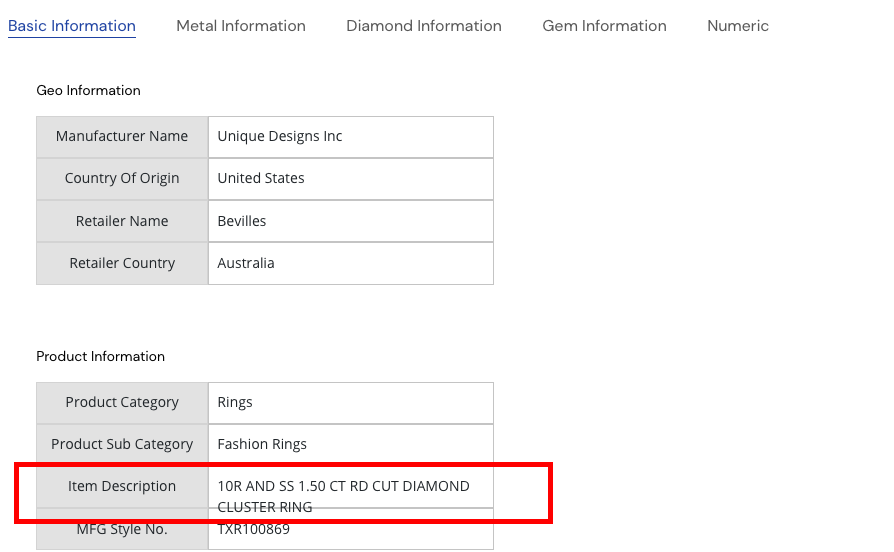 Basic Information Metal Information Diamond Information Gem Information Numeric
Geo Information
Manufacturer Name Unique Designs Inc
Country Of Origin United States
Retailer Name Bevilles
Retailer Country Australia
Product Information
Product Category Rings
Product Sub Category Fashion Rings
Item Description 10R AND SS 1.50 CT RD CUT DIAMOND
CLUSTER RING
MFG Style No. TXR100869